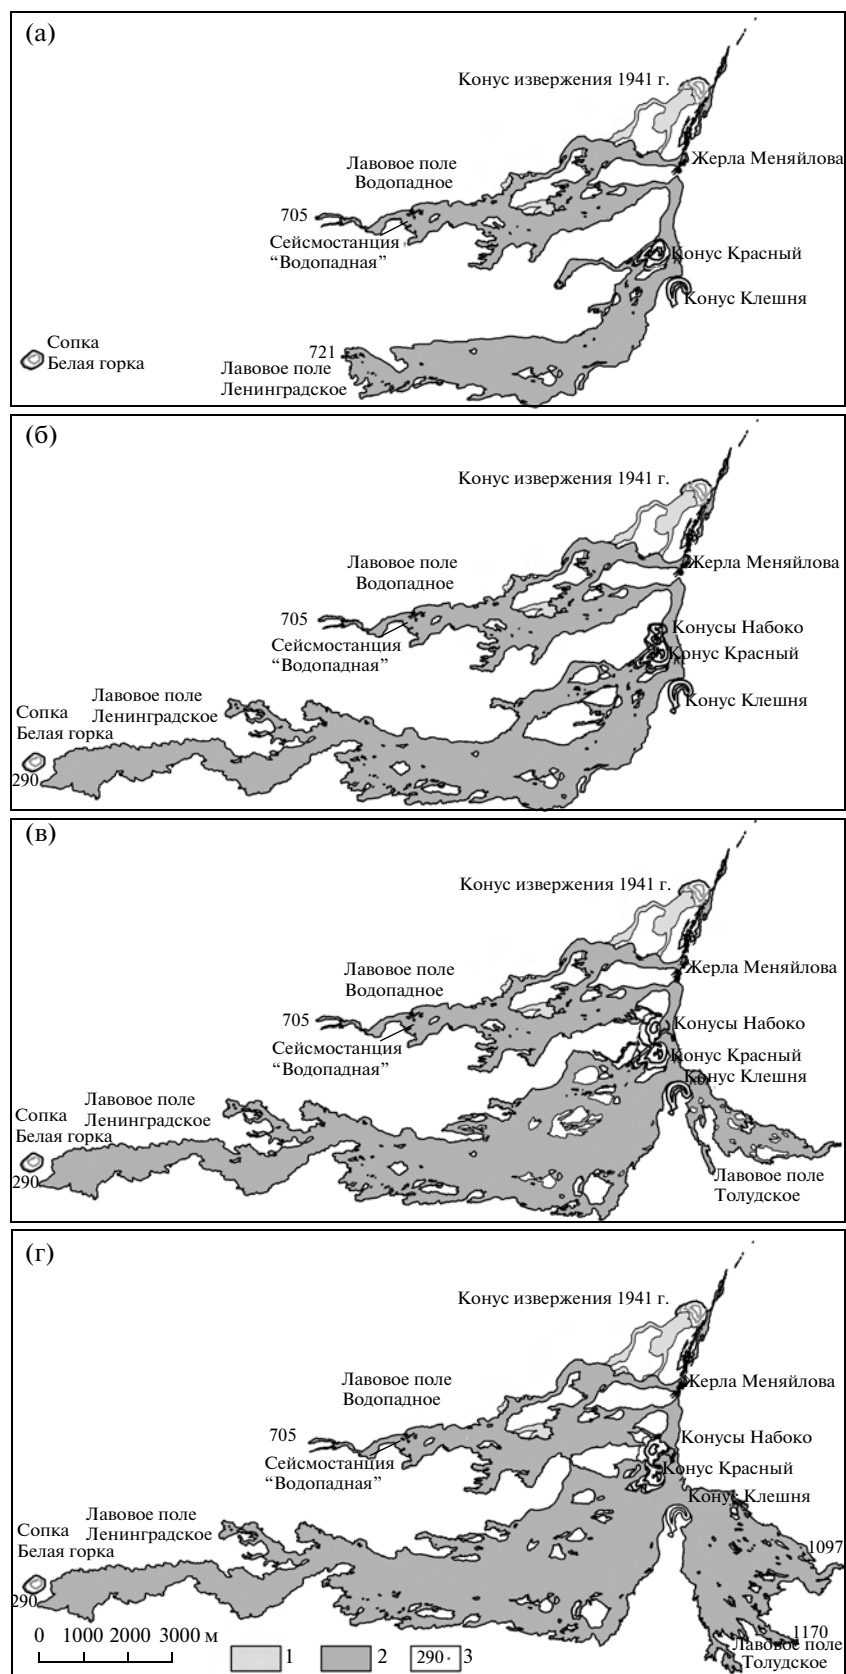 (а)
Конус извержения 1941 г.
Жерла Меняйлова
Лавовое поле
Водопадное
705
Сейсмостанция
“Водопадная”
Конус Красный
Конус Клешня
Сопка
Белая горка
721
Лавовое поле
Ленинградское
(б)
Конус извержения 1941 г.
Жерла Меняйлова
Лавовое поле
Водопадное
705
Конусы Набоко
Сейсмостанция
“Водопадная”
Конус Красный
Конус Клешня
Лавовое поле
Ленинградское
Сопка
Белая горка
290
(в)
Конус извержения 1941 г.
Жерла Меняйлова
Лавовое поле
Водопадное
705
Конусы Набоко
Сейсмостанция
“Водопадная”
Конус Красный
Конус Клешня
Лавовое поле
Ленинградское
Сопка
Белая горка
290
Лавовое поле
Толудское
(г)
Конус извержения 1941 г.
Жерла Меняйлова
Лавовое поле
Водопадное
705
Конусы Набоко
Сейсмостанция
“Водопадная”
Конус Красный
Конус Клешня
Лавовое поле
Ленинградское
Сопка
Белая горка
290
1097
1170
Лавовое поле
Толудское
0 1000 2000 3000 м
1
2
290 3